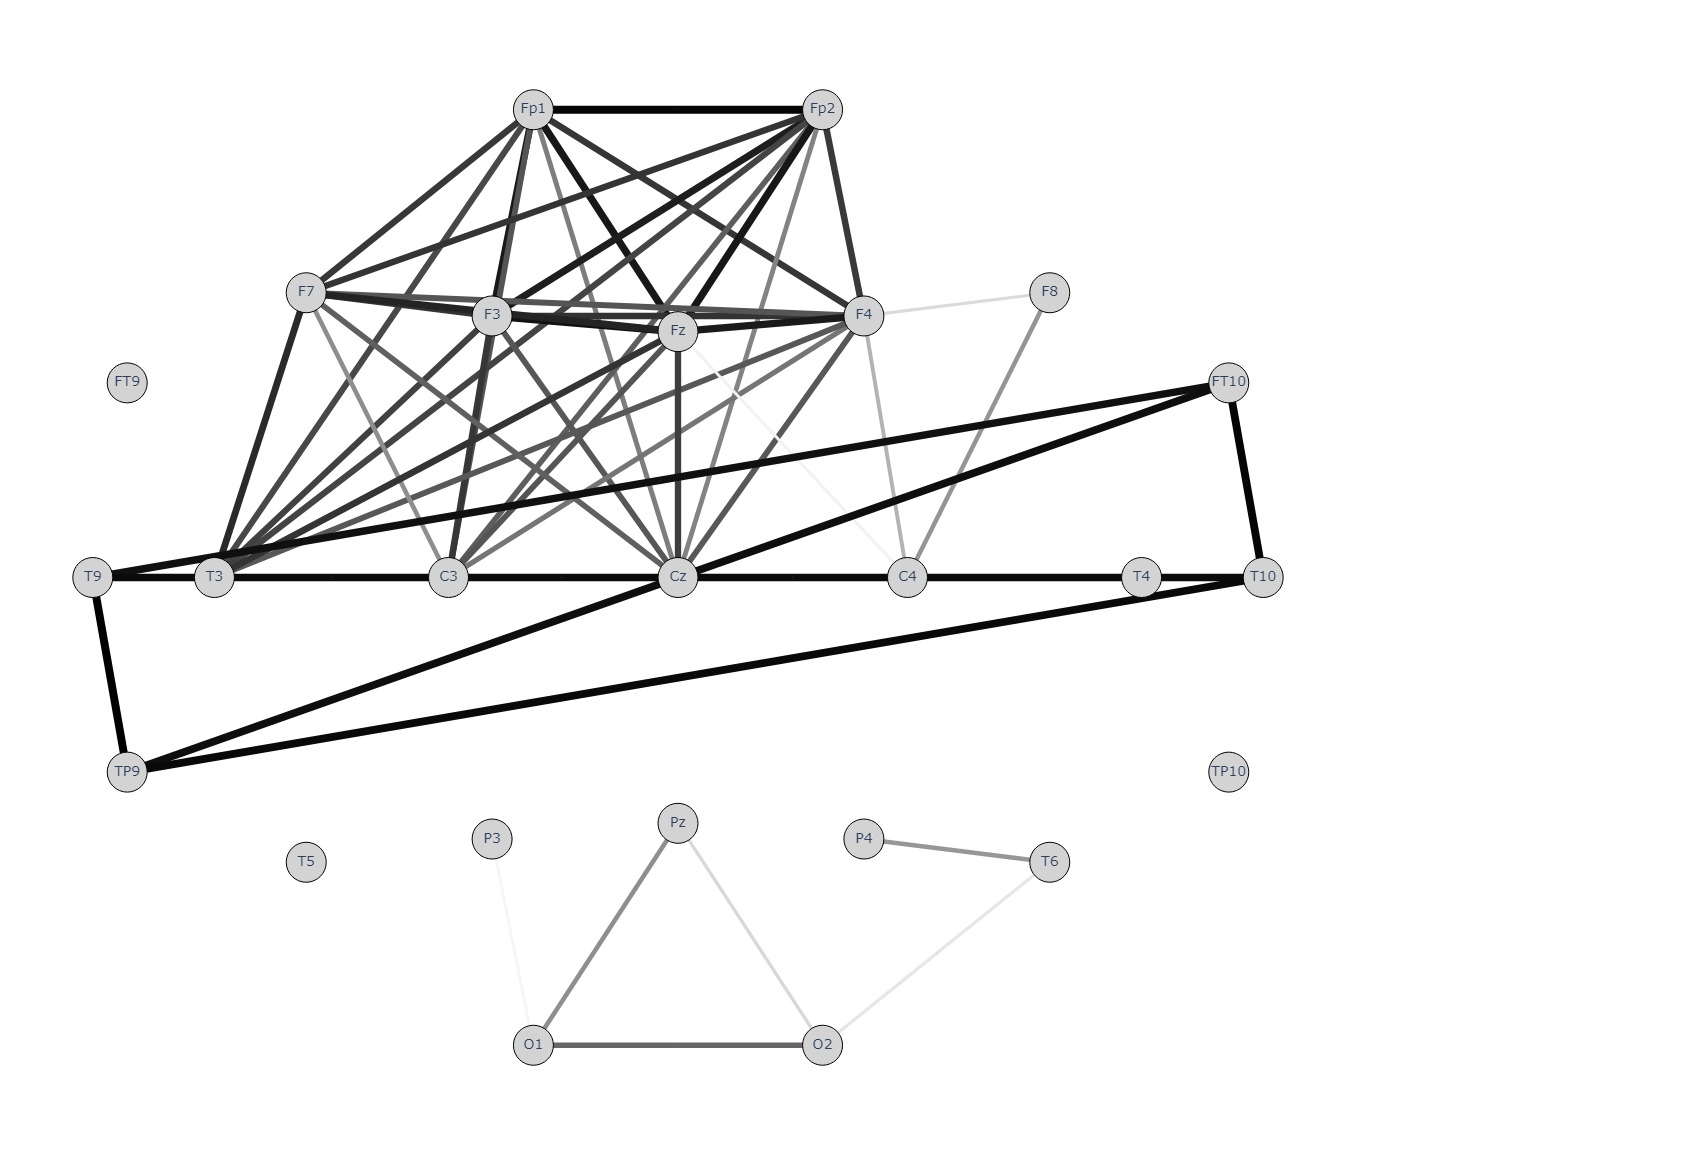 Fp1 Fp2
F7 F3 Fz F4 F8
FT9 FT10
T9 T3 C3 Cz C4 T4 T10
TP9 TP10
T5 P3 Pz P4 T6
O1 O2